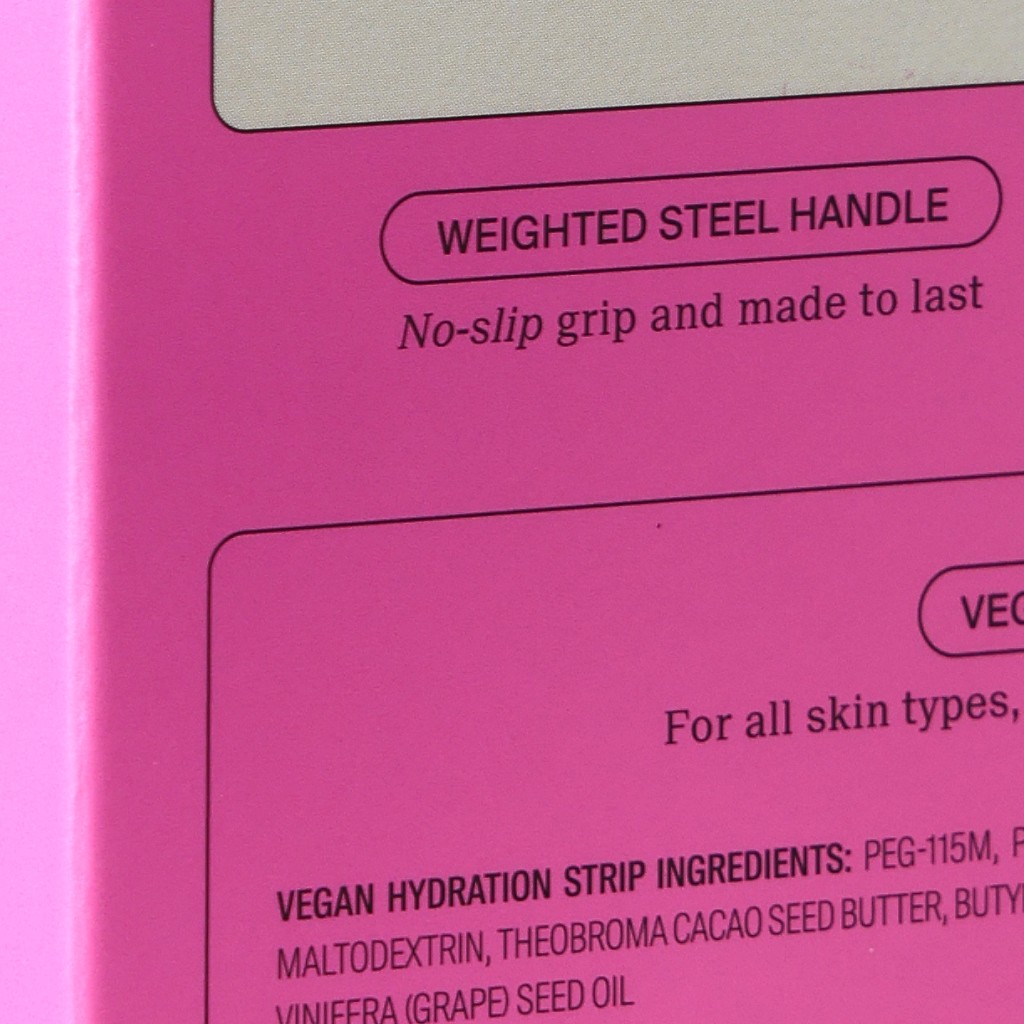 WEIGHTED STEEL HANDLE
No-slip grip and made to last
For all skin types,
VEGAN HYDRATION STRIP INGREDIENTS: PEG-115M,
MALTODEXTRIN, THEOBROMA CACAO SEED BUTTER,
VINIFERA (GRAPE) SEED OIL